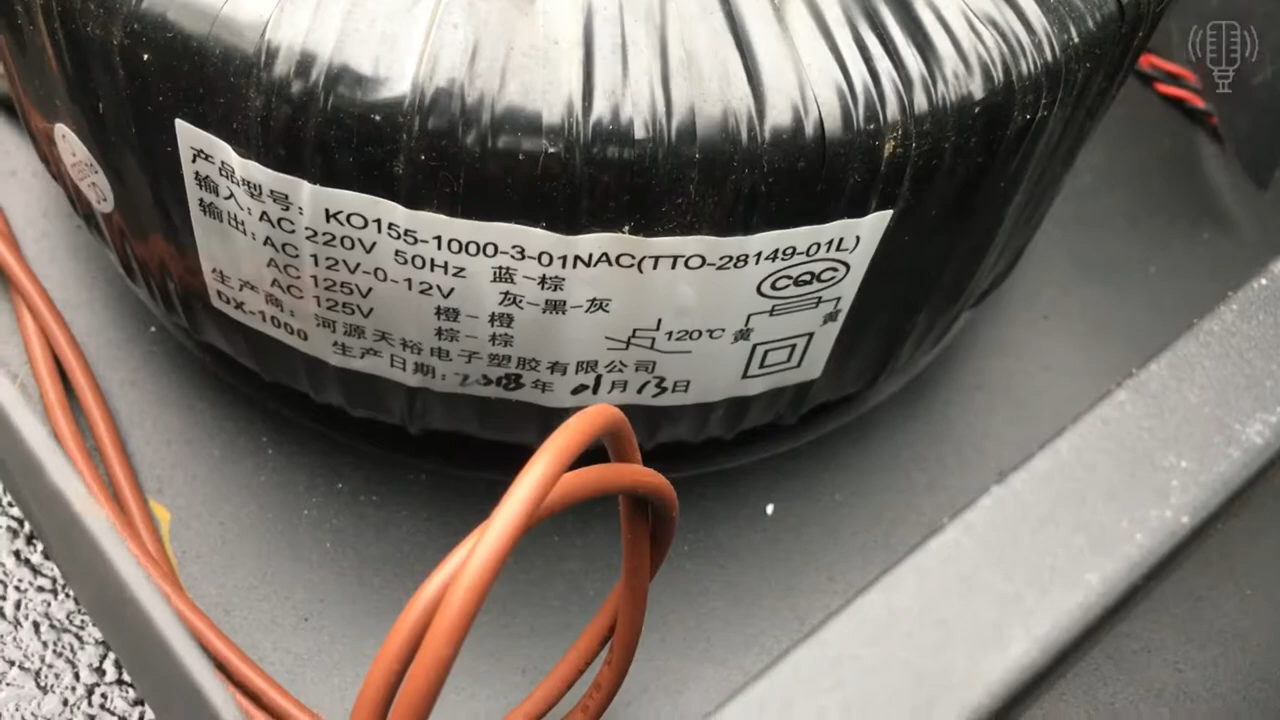 产品型号: KO155-1000-3-01NAC(TTO-28149-01L)
输入: AC 220V 50Hz 蓝-棕
输出: AC 12V-0-12V 灰-黑-灰
AC 125V 橙-橙
AC 125V 棕-棕
生产商: 河源天裕电子塑胶有限公司
DX-1000 生产日期: 2018年 01月 13日
CQC
120℃
黄 黄